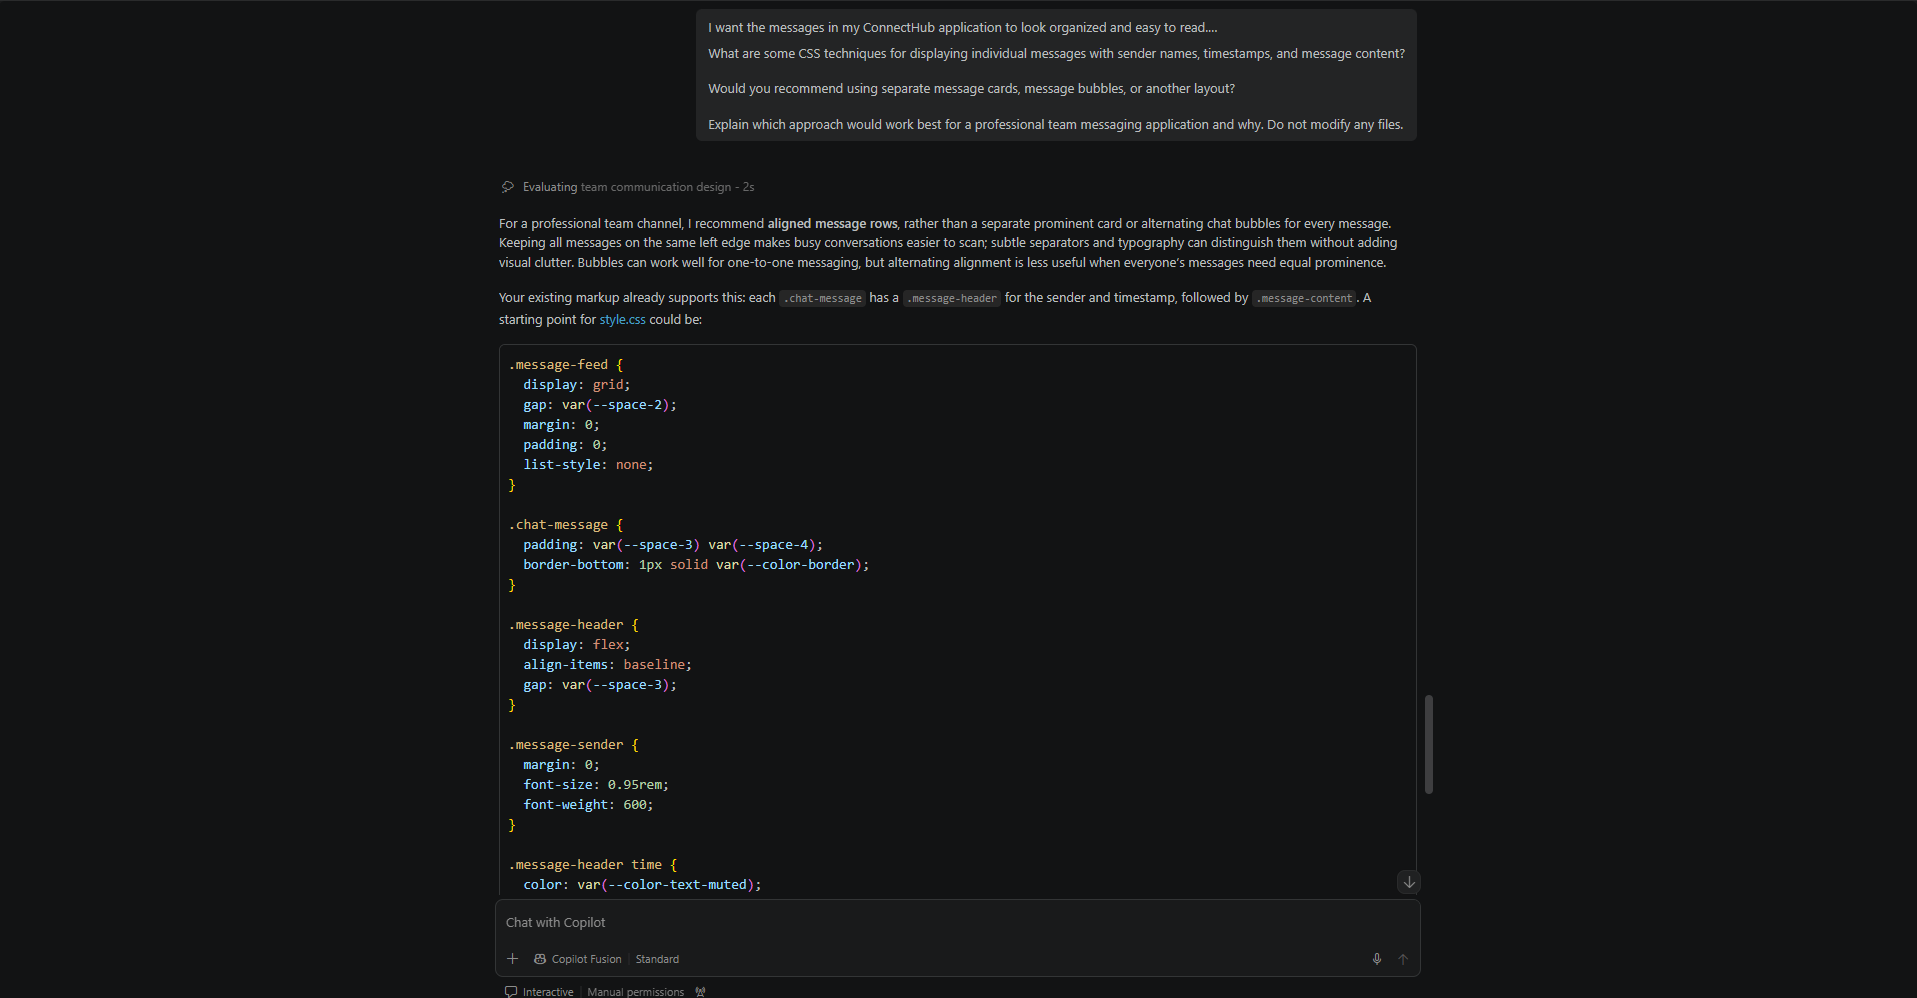 I want the messages in my ConnectHub application to look organized and easy to read....
What are some CSS techniques for displaying individual messages with sender names, timestamps, and message content?
Would you recommend using separate message cards, message bubbles, or another layout?
Explain which approach would work best for a professional team messaging application and why. Do not modify any files.
Evaluating team communication design - 2s
For a professional team channel, I recommend aligned message rows, rather than a separate prominent card or alternating chat bubbles for every message.
Keeping all messages on the same left edge makes busy conversations easier to scan; subtle separators and typography can distinguish them without adding
visual clutter. Bubbles can work well for one-to-one messaging, but alternating alignment is less useful when everyone’s messages need equal prominence.
Your existing markup already supports this: each .chat-message has a .message-header for the sender and timestamp, followed by .message-content. A
starting point for style.css could be:
.message-feed {
  display: grid;
  gap: var(--space-2);
  margin: 0;
  padding: 0;
  list-style: none;
}
.chat-message {
  padding: var(--space-3) var(--space-4);
  border-bottom: 1px solid var(--color-border);
}
.message-header {
  display: flex;
  align-items: baseline;
  gap: var(--space-3);
}
.message-sender {
  margin: 0;
  font-size: 0.95rem;
  font-weight: 600;
}
.message-header time {
  color: var(--color-text-muted);
Chat with Copilot
Copilot Fusion Standard
Interactive Manual permissions